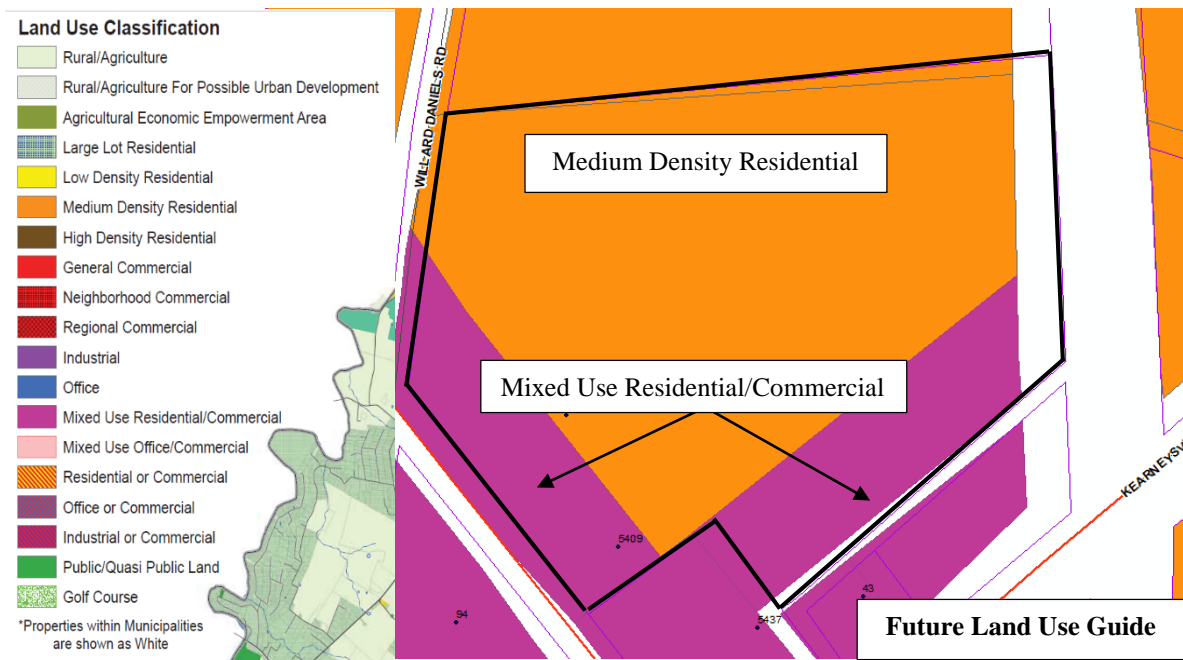 Land Use Classification
Rural/Agriculture
Rural/Agriculture For Possible Urban Development
Agricultural Economic Empowerment Area
Large Lot Residential
Low Density Residential
Medium Density Residential
High Density Residential
General Commercial
Neighborhood Commercial
Regional Commercial
Industrial
Office
Mixed Use Residential/Commercial
Mixed Use Office/Commercial
Residential or Commercial
Office or Commercial
Industrial or Commercial
Public/Quasi Public Land
Golf Course
*Properties within Municipalities
are shown as White
WILLARD DANIELS RD
Medium Density Residential
Mixed Use Residential/Commercial
KEARNEYSV
5409
43
94
5437
Future Land Use Guide